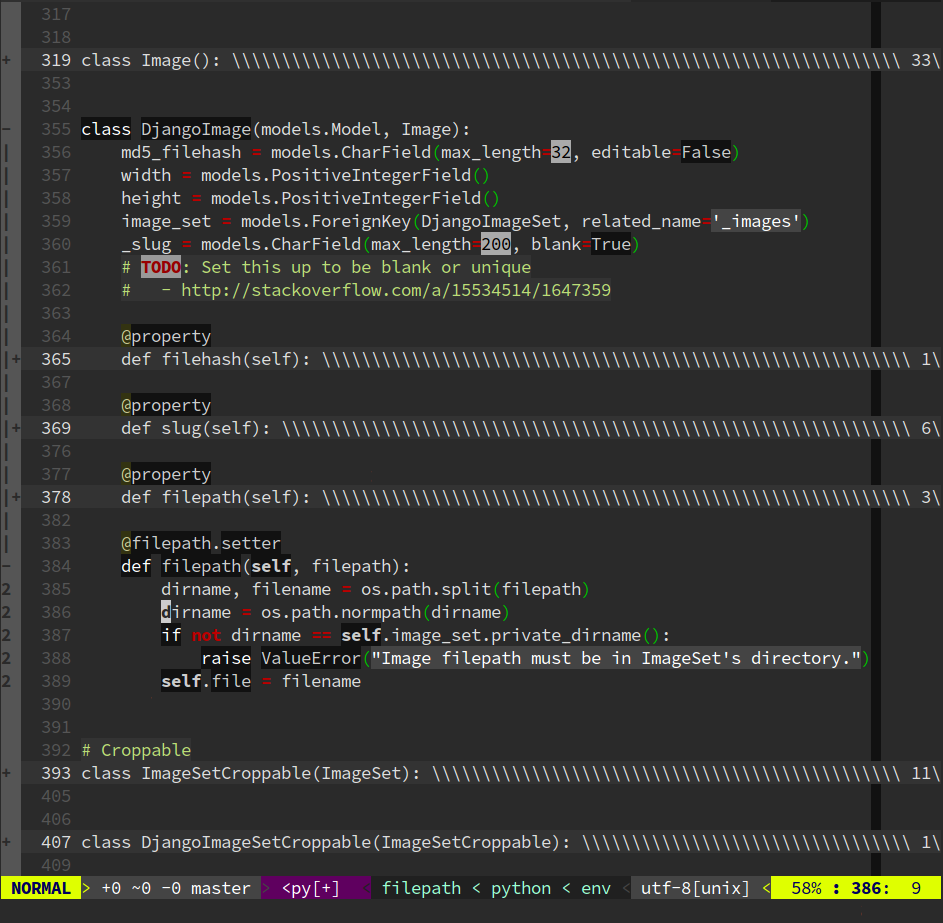 317
318
+ 319 class Image(): \\\\\\\\\\\\\\\\\\\\\\\\\\\\\\\\\\\\\\\\\\\\\\\\\\\\\\\\\\\\\\\\\\\ 33\
353
354
- 355 class DjangoImage(models.Model, Image):
| 356     md5_filehash = models.CharField(max_length=32, editable=False)
| 357     width = models.PositiveIntegerField()
| 358     height = models.PositiveIntegerField()
| 359     image_set = models.ForeignKey(DjangoImageSet, related_name='_images')
| 360     _slug = models.CharField(max_length=200, blank=True)
| 361     # TODO: Set this up to be blank or unique
| 362     #   - http://stackoverflow.com/a/15534514/1647359
| 363
| 364     @property
|+ 365     def filehash(self): \\\\\\\\\\\\\\\\\\\\\\\\\\\\\\\\\\\\\\\\\\\\\\\\\\\\\\\\\\\ 1\
| 367
| 368     @property
|+ 369     def slug(self): \\\\\\\\\\\\\\\\\\\\\\\\\\\\\\\\\\\\\\\\\\\\\\\\\\\\\\\\\\\\\\\ 6\
| 376
| 377     @property
|+ 378     def filepath(self): \\\\\\\\\\\\\\\\\\\\\\\\\\\\\\\\\\\\\\\\\\\\\\\\\\\\\\\\\\\ 3\
| 382
| 383     @filepath.setter
- 384     def filepath(self, filepath):
2 385         dirname, filename = os.path.split(filepath)
2 386         dirname = os.path.normpath(dirname)
2 387         if not dirname == self.image_set.private_dirname():
2 388             raise ValueError("Image filepath must be in ImageSet's directory.")
2 389         self.file = filename
390
391
392 # Croppable
+ 393 class ImageSetCroppable(ImageSet): \\\\\\\\\\\\\\\\\\\\\\\\\\\\\\\\\\\\\\\\\\\\\\\ 11\
405
406
+ 407 class DjangoImageSetCroppable(ImageSetCroppable): \\\\\\\\\\\\\\\\\\\\\\\\\\\\\\\\\ 1\
409
NORMAL > +0 ~0 -0 master > <py[+] < filepath < python < env < utf-8[unix] < 58% : 386: 9